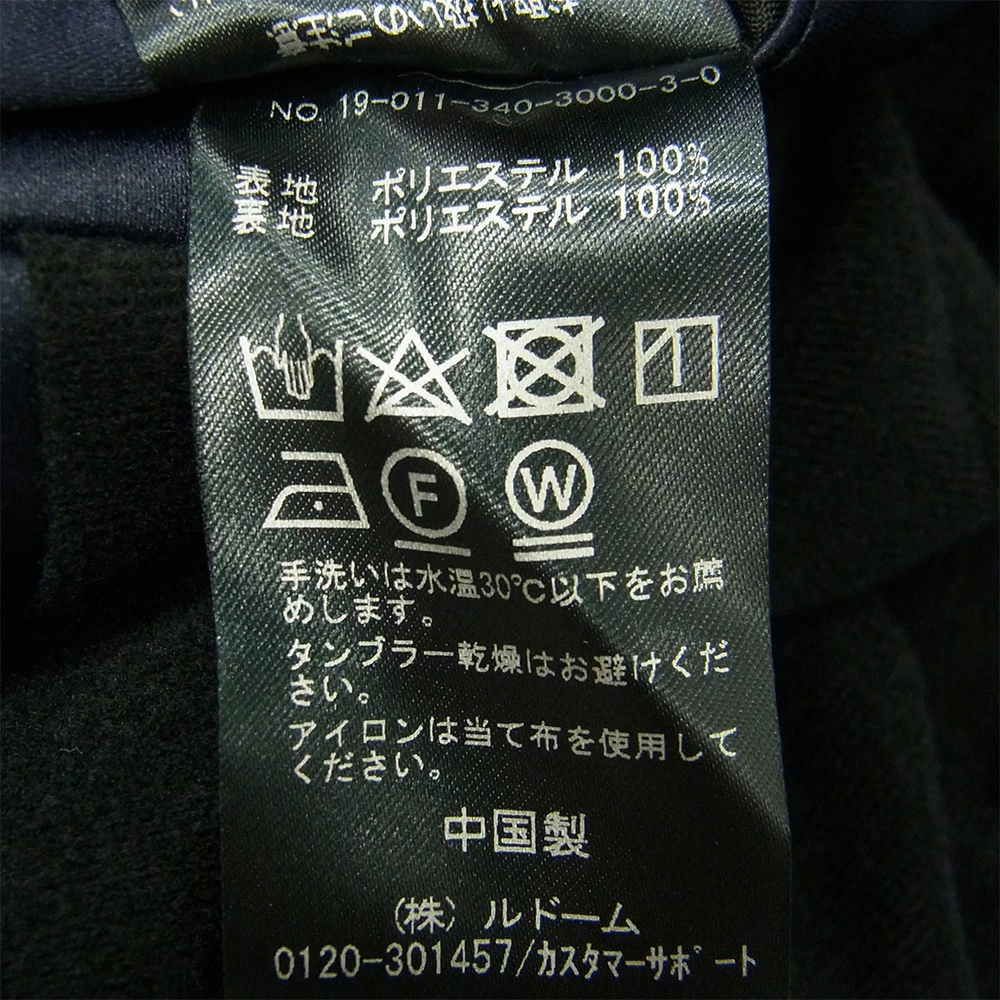 NO 19-011-340-3000-3-0
表地 ポリエステル 100%
裏地 ポリエステル 100%
F W
手洗いは水温30℃以下をお薦
めします。
タンブラー乾燥はお避けくだ
さい。
アイロンは当て布を使用して
ください。
中国製
(株) ルドーム
0120-301457/カスタマーサポート